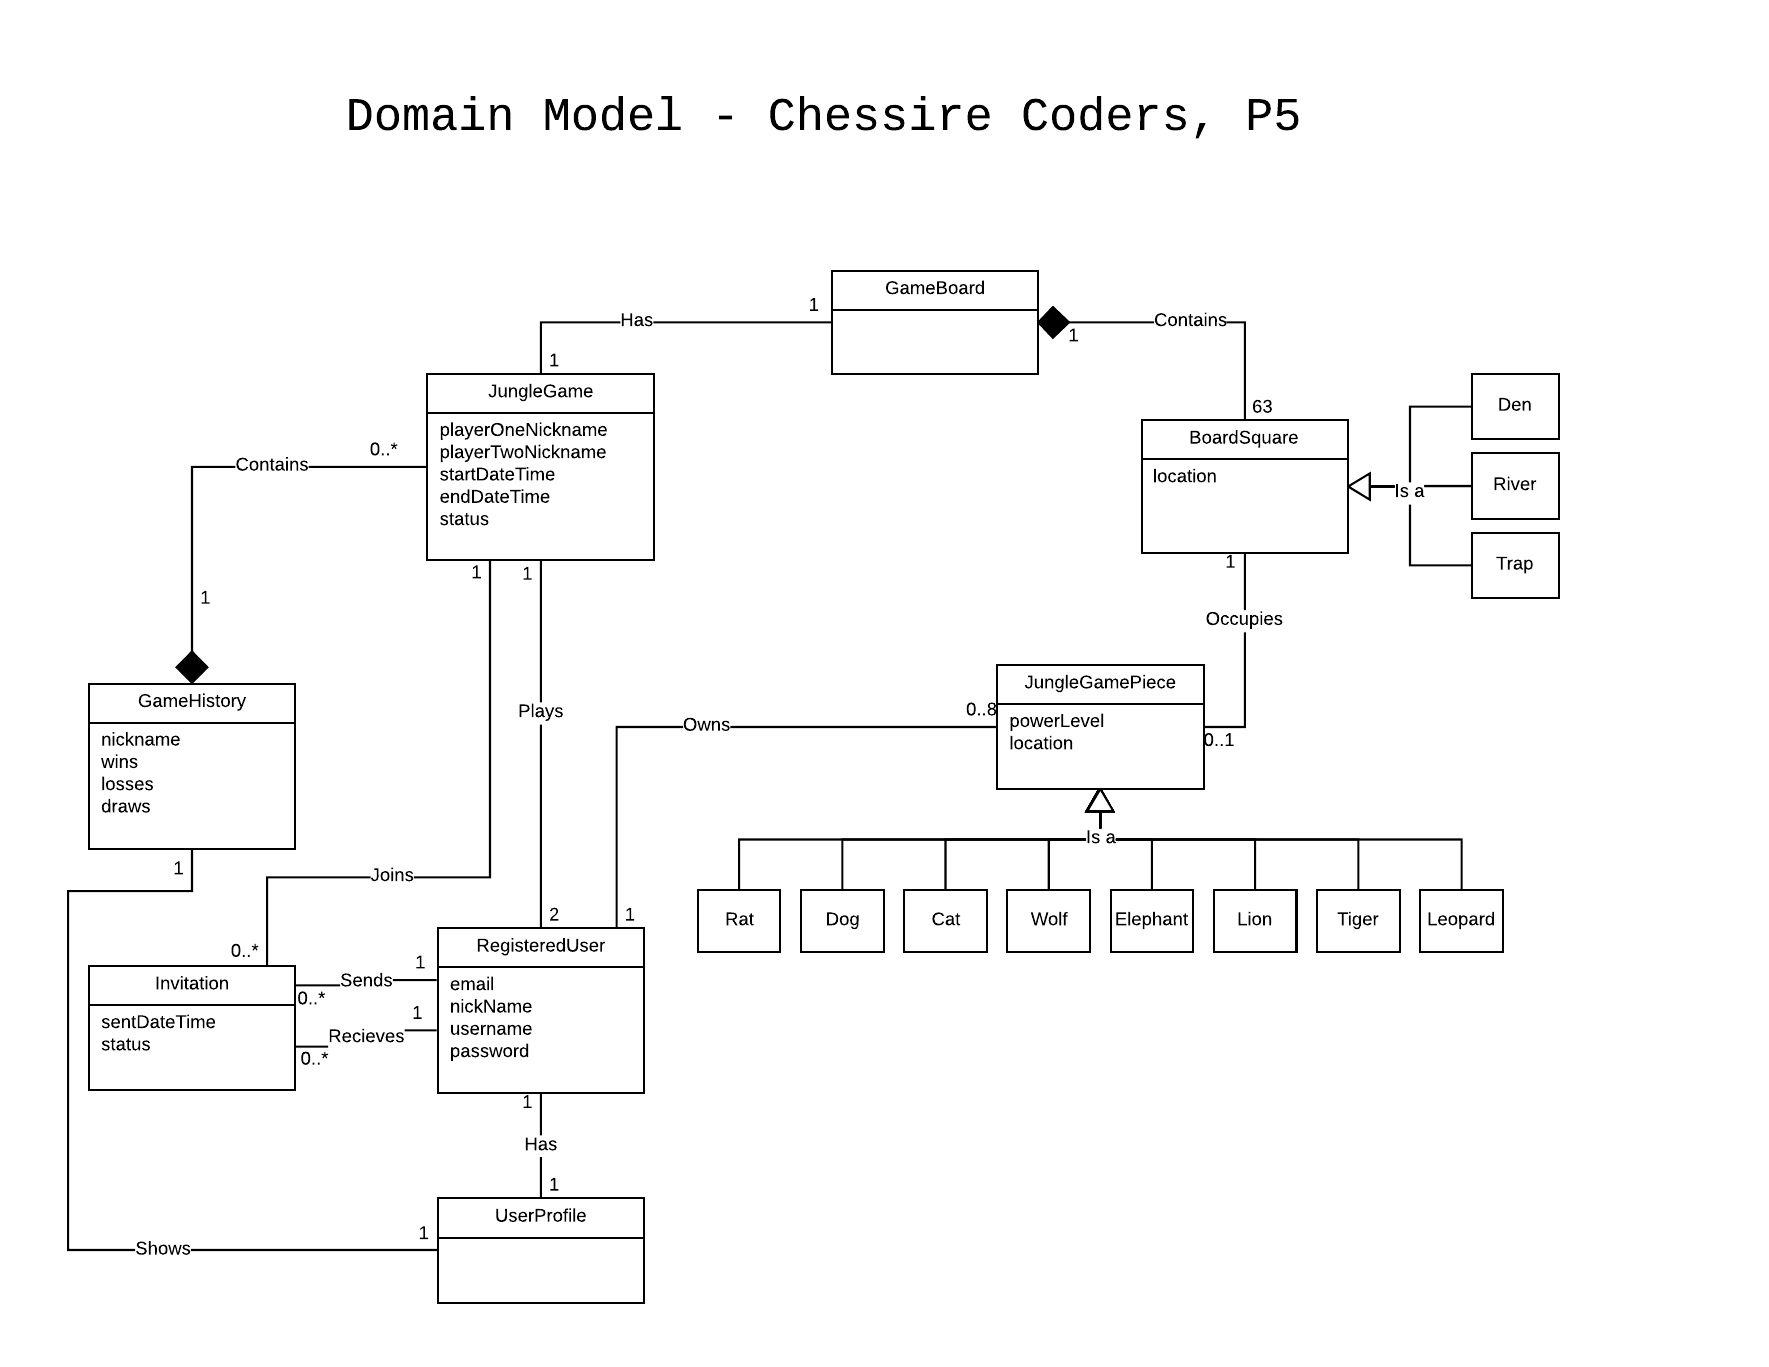 Domain Model - Chessire Coders, P5
GameBoard
Has
1
1
Contains
1
63
JungleGame
playerOneNickname
playerTwoNickname
startDateTime
endDateTime
status
BoardSquare
location
Den
River
Trap
Is a
Contains
0..*
1
1
1
1
Occupies
GameHistory
nickname
wins
losses
draws
1
Plays
Owns
0..8
JungleGamePiece
powerLevel
location
0..1
Is a
Rat
Dog
Cat
Wolf
Elephant
Lion
Tiger
Leopard
Joins
0..*
2
1
RegisteredUser
email
nickName
username
password
Invitation
sentDateTime
status
Sends
1
0..*
Recieves
1
0..*
1
Has
1
UserProfile
Shows
1